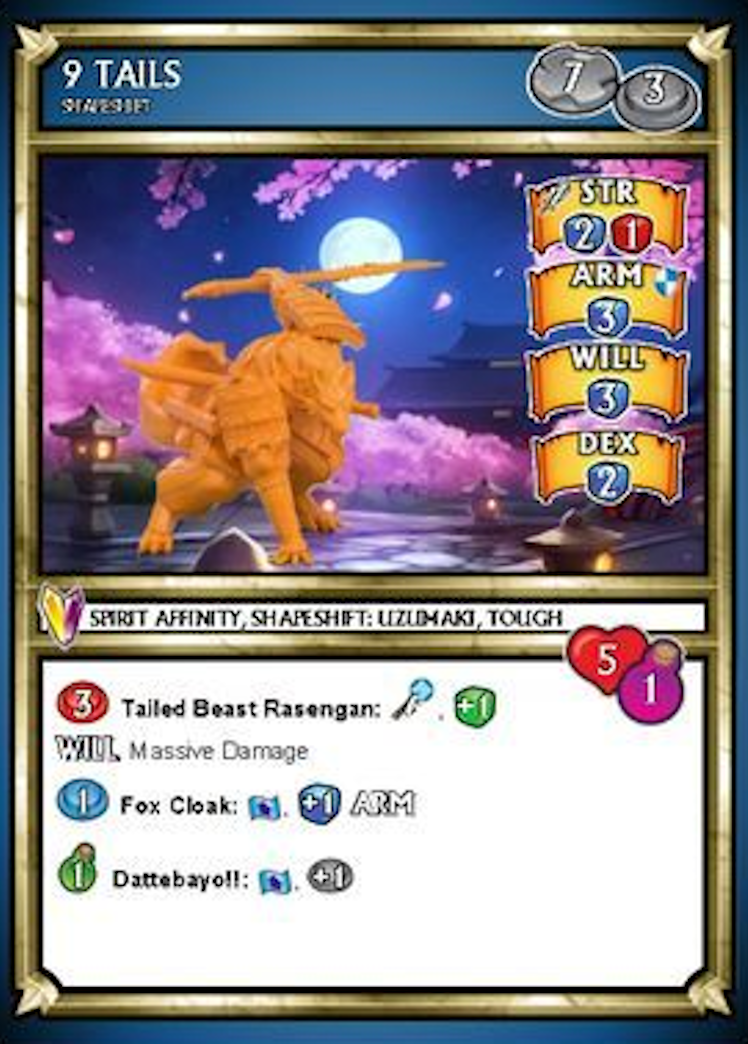 9 TAILS
7 3
SHAPESHIFT
STR
2 1
ARM
3
WILL
3
DEX
2
SPIRIT AFFINITY, SHAPESHIFT: UZUMAKI, TOUGH
5
1
3 Tailed Beast Rasengan: , +1
WILL, Massive Damage
1 Fox Cloak: , +1 ARM
1 Dattebayo!!: , +1